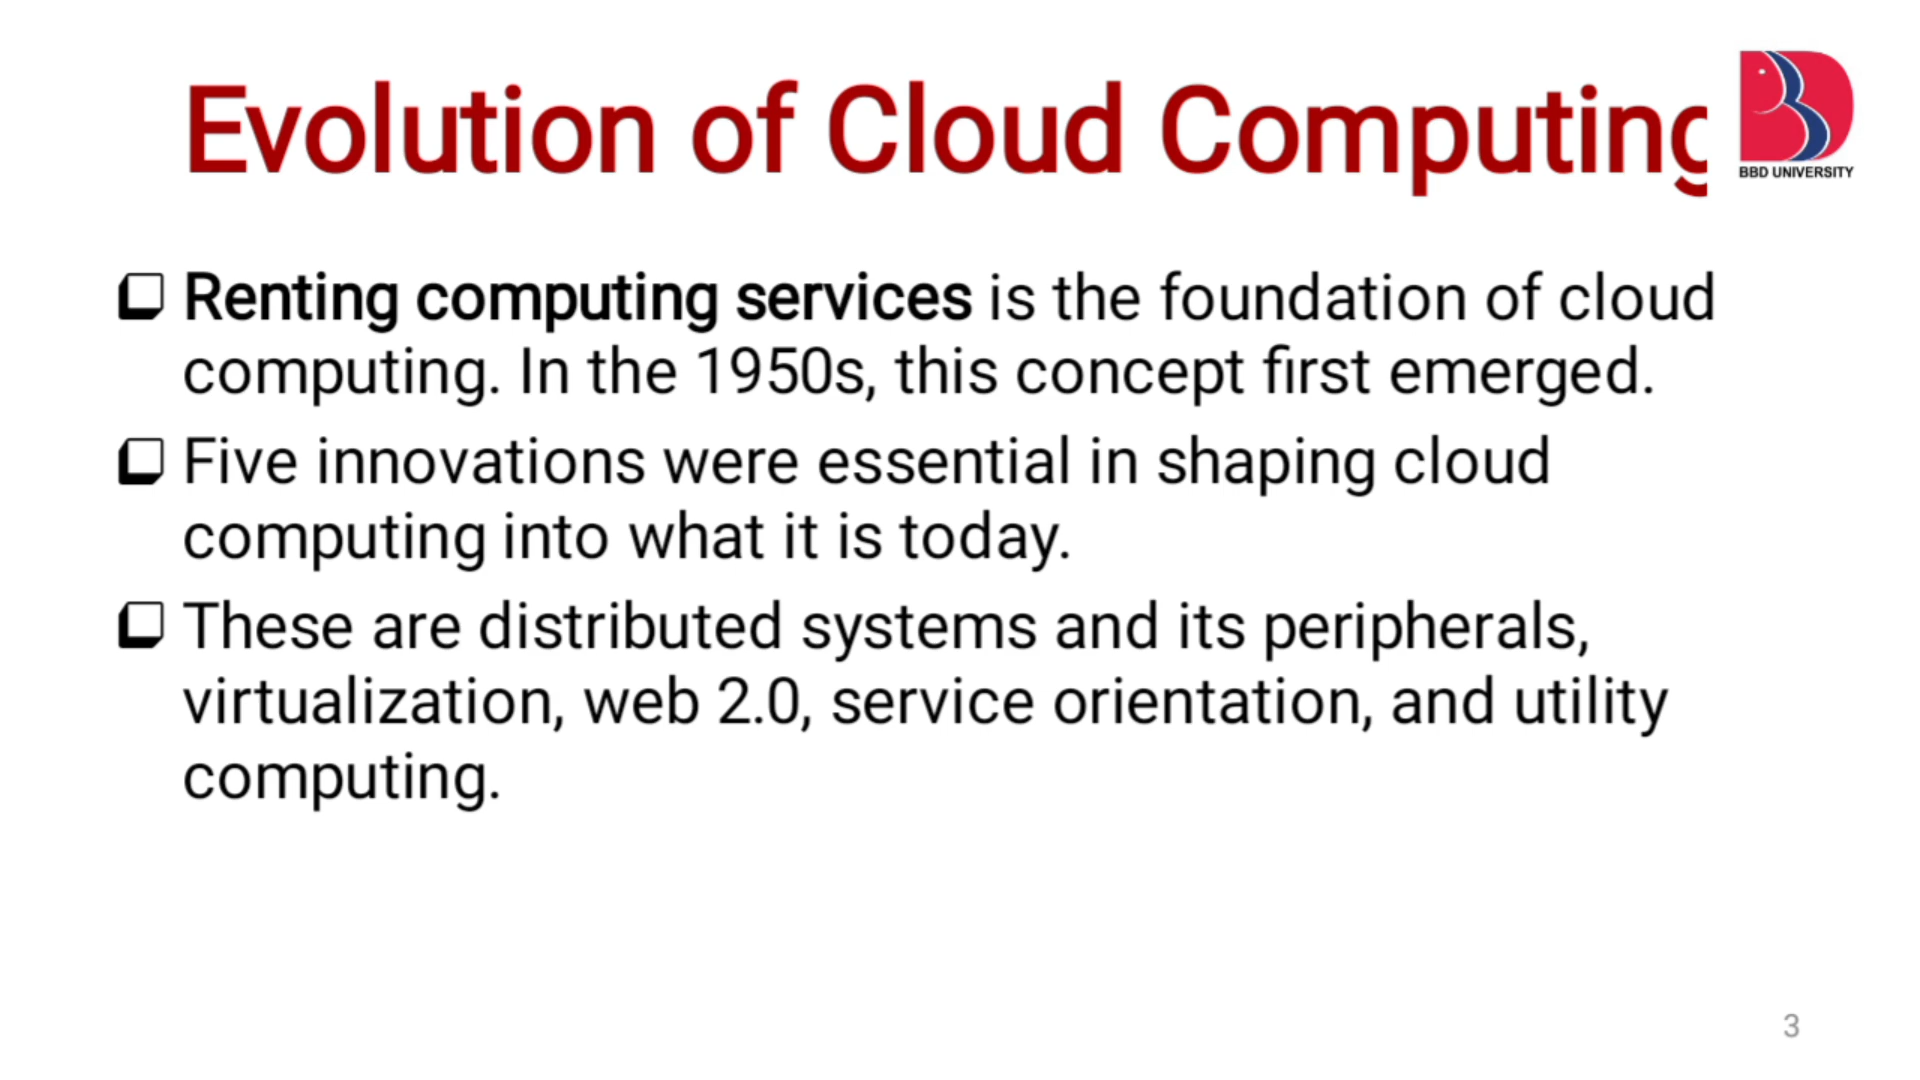 Evolution of Cloud Computing
BBD UNIVERSITY
Renting computing services is the foundation of cloud
computing. In the 1950s, this concept first emerged.
Five innovations were essential in shaping cloud
computing into what it is today.
These are distributed systems and its peripherals,
virtualization, web 2.0, service orientation, and utility
computing.
3